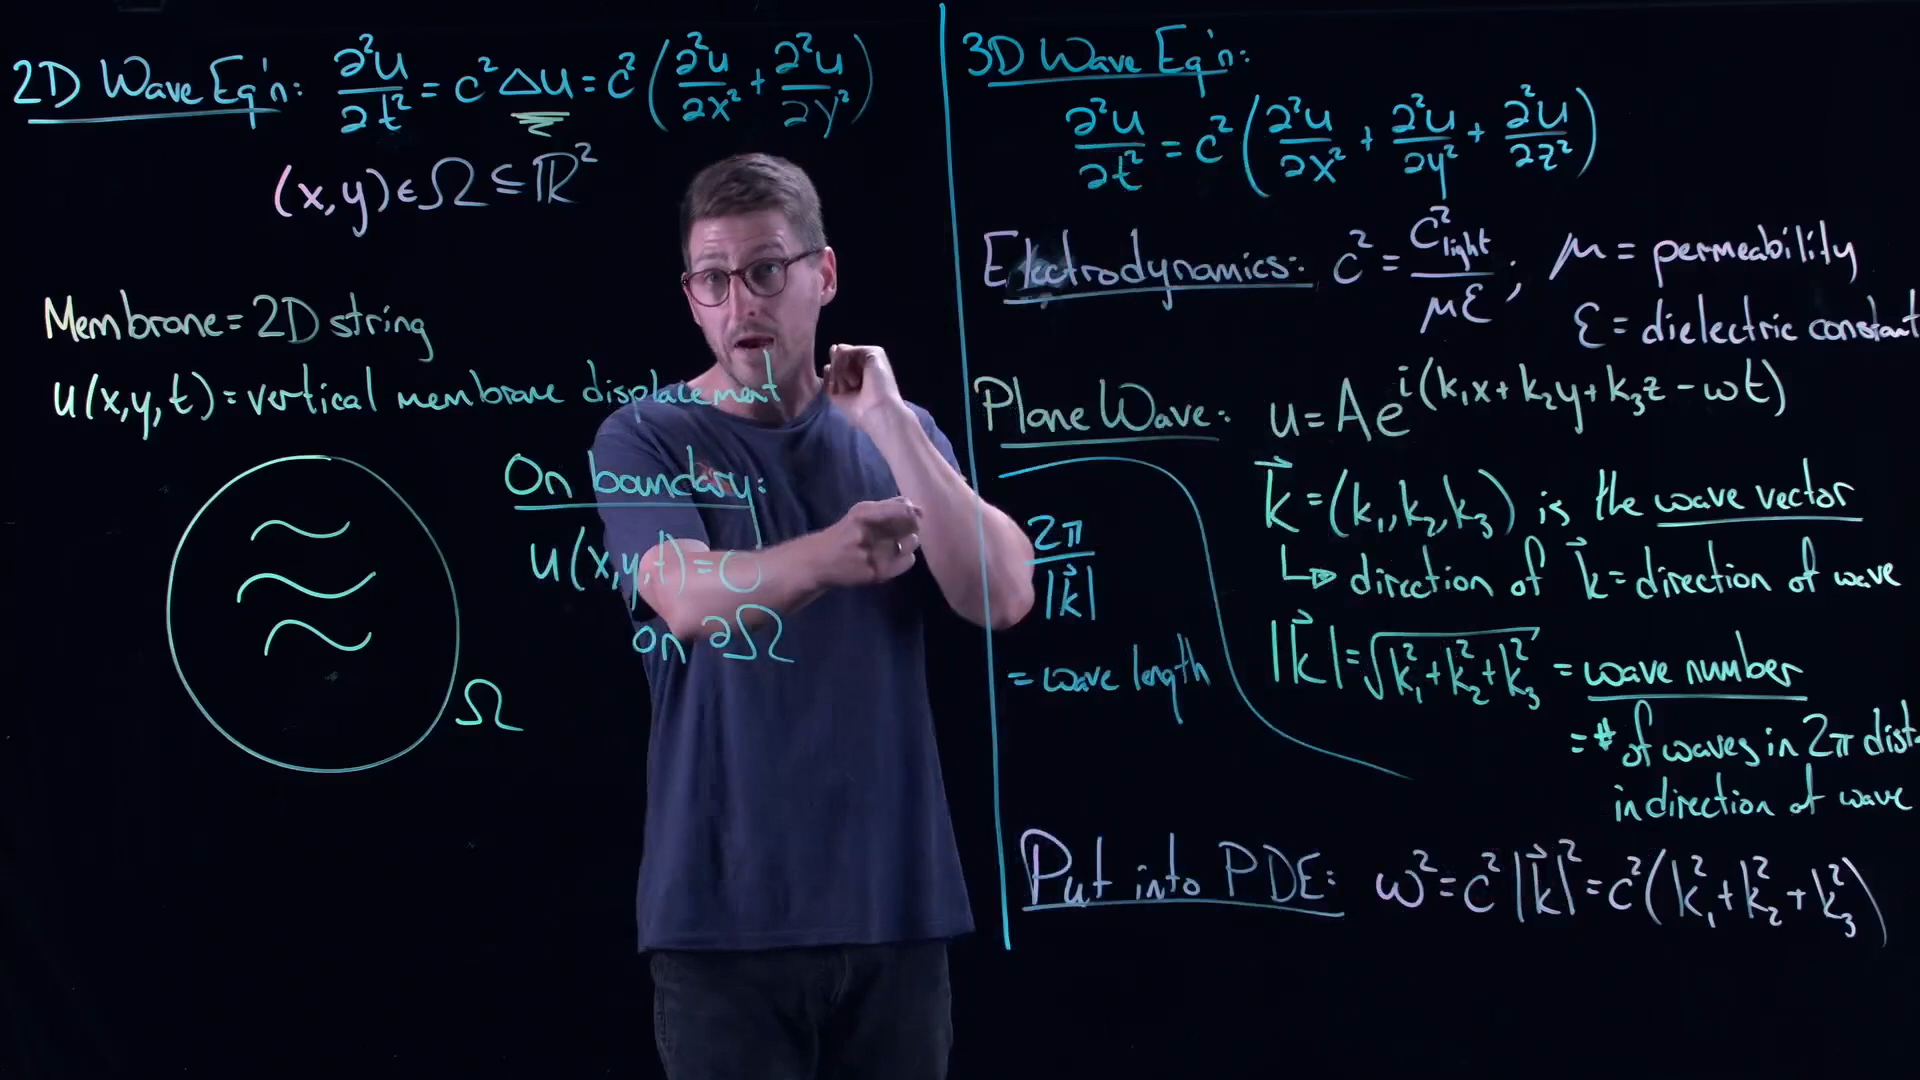 2D Wave Eq'n: ∂²u/∂t² = c² Δu = c² (∂²u/∂x² + ∂²u/∂y²)
(x,y) ∈ Ω ⊆ ℝ²
Membrane = 2D string
u(x,y,t) = vertical membrane displacement
On boundary:
u(x,y,t) = 0
on ∂Ω
Ω
3D Wave Eq'n:
∂²u/∂t² = c² (∂²u/∂x² + ∂²u/∂y² + ∂²u/∂z²)
Electrodynamics: c² = c²light/με ; μ = permeability
ε = dielectric constant
Plane Wave: u = Ae^i(k₁x + k₂y + k₃z - ωt)
k⃗ = (k₁, k₂, k₃) is the wave vector
↳ direction of k⃗ = direction of wave
|k⃗| = √k₁² + k₂² + k₃² = wave number
= # of waves in 2π dist
in direction of wave
2π/|k⃗|
= wave length
Put into PDE: ω² = c² |k⃗|² = c² (k₁² + k₂² + k₃²)